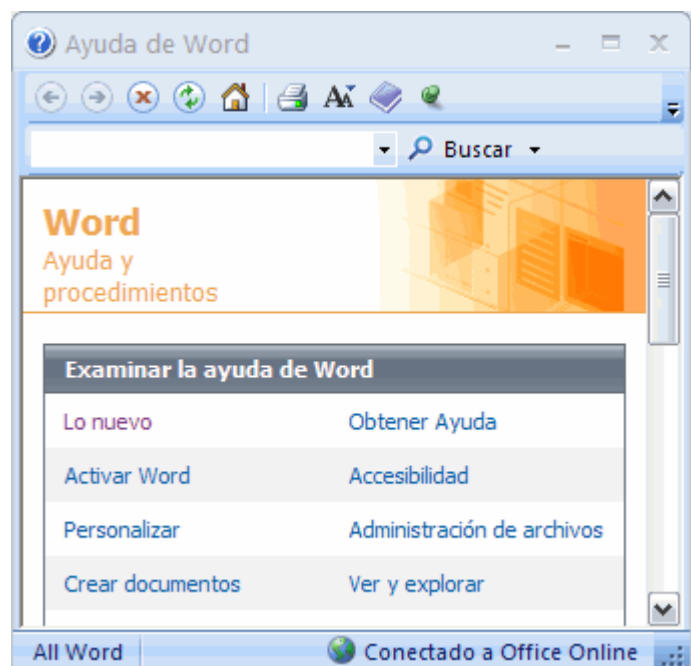 Ayuda de Word
Buscar
Word
Ayuda y
procedimientos
Examinar la ayuda de Word
Lo nuevo Obtener Ayuda
Activar Word Accesibilidad
Personalizar Administración de archivos
Crear documentos Ver y explorar
All Word Conectado a Office Online